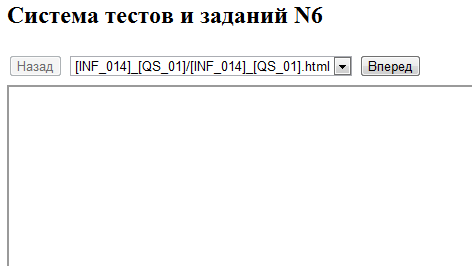 Система тестов и заданий N6
Назад [INF_014]_[QS_01]/[INF_014]_[QS_01].html Вперед